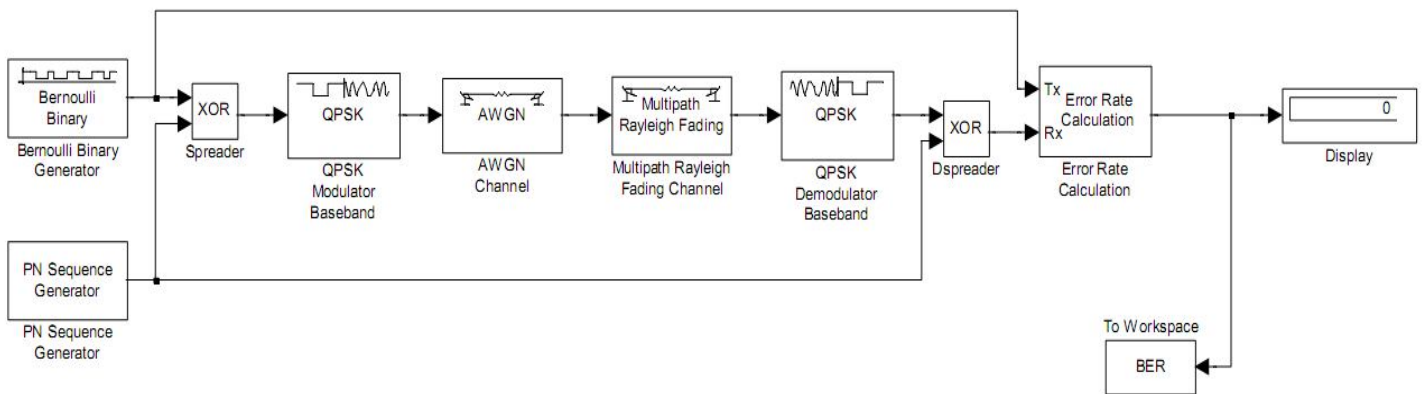 Bernoulli
Binary
Bernoulli Binary
Generator
XOR
Spreader
QPSK
QPSK
Modulator
Baseband
AWGN
AWGN
Channel
Multipath
Rayleigh Fading
Multipath Rayleigh
Fading Channel
QPSK
QPSK
Demodulator
Baseband
XOR
Dspreader
Tx
Rx
Error Rate
Calculation
Error Rate
Calculation
0
Display
PN Sequence
Generator
PN Sequence
Generator
To Workspace
BER